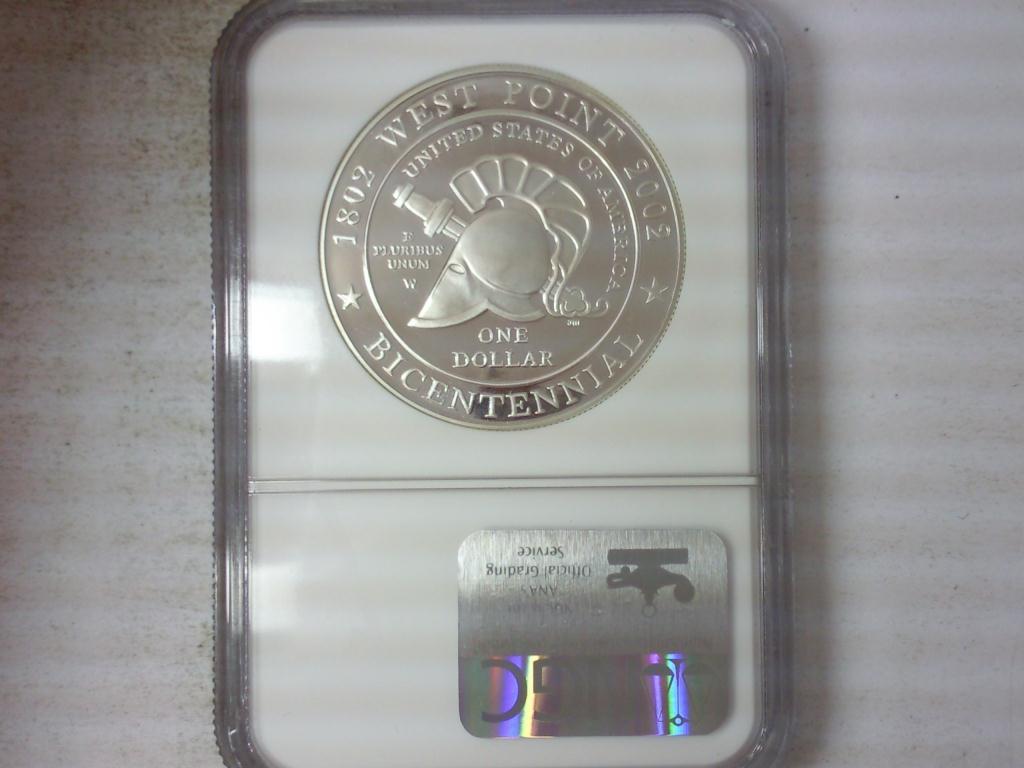 1802 WEST POINT 2002
UNITED STATES OF AMERICA
E
PLURIBUS
UNUM
W
ONE
DOLLAR
★ BICENTENNIAL ★
NGC
ANA'S
Official Grading
Service